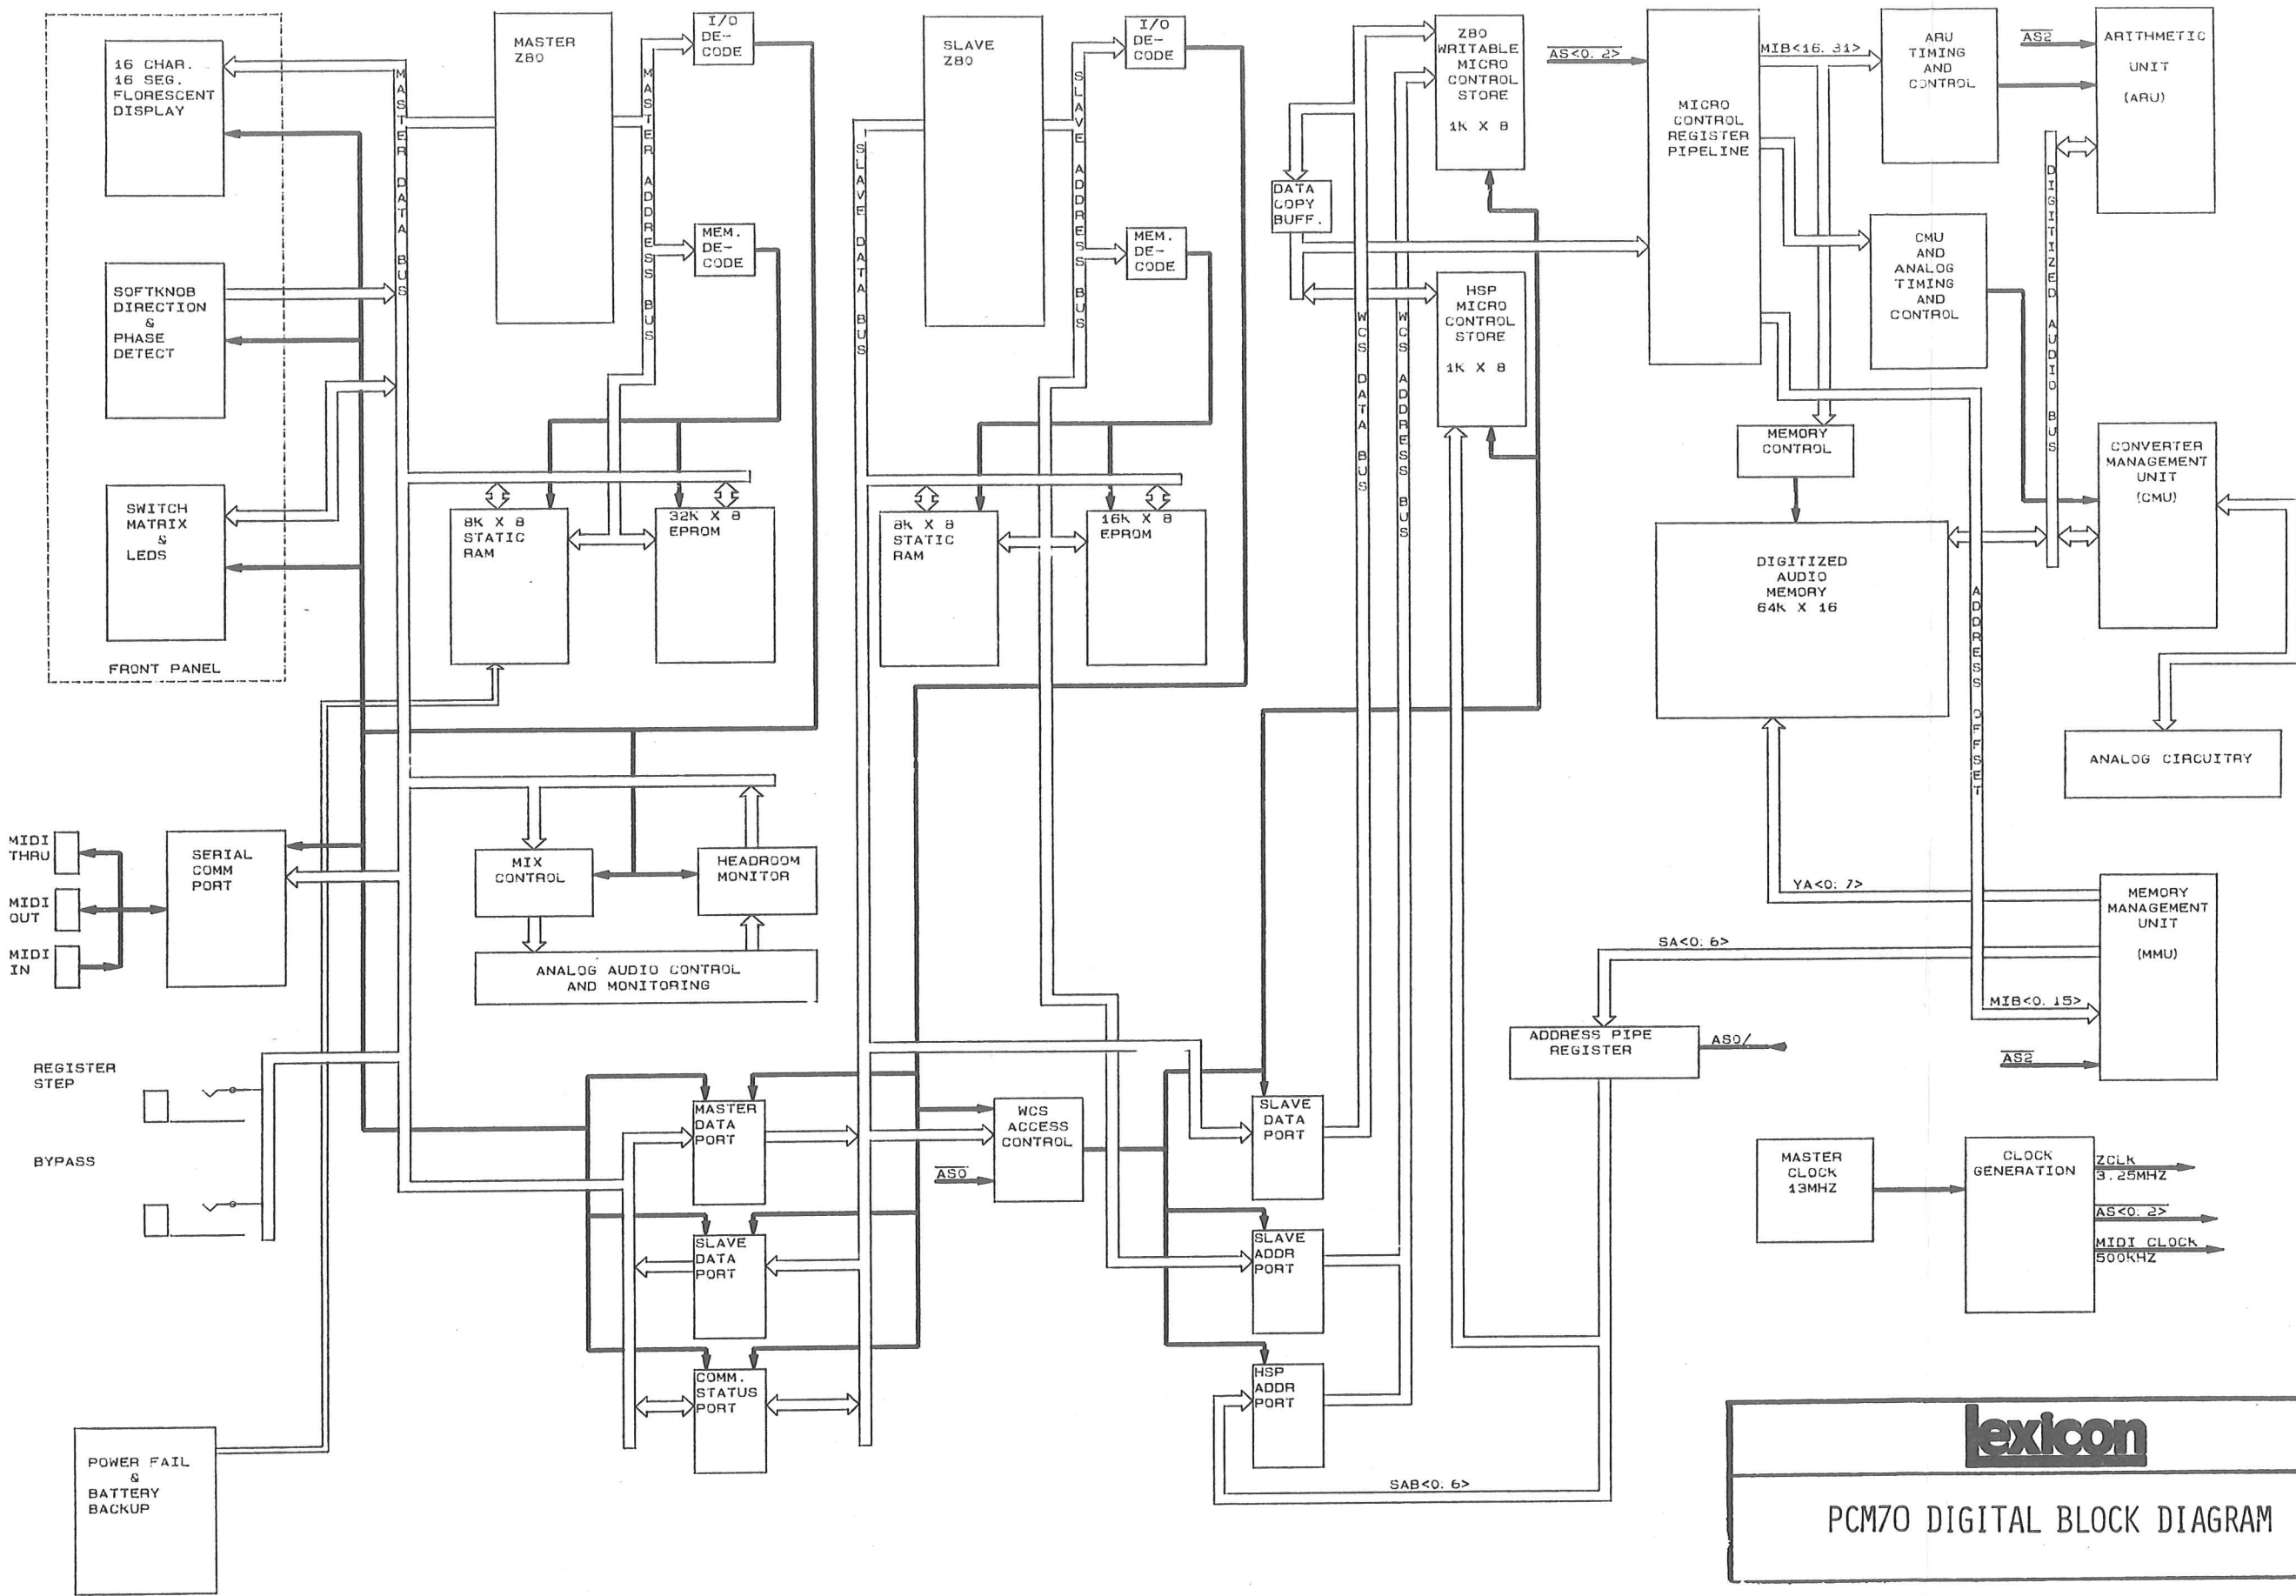 16 CHAR.
16 SEG.
FLORESCENT
DISPLAY
SOFTKNOB
DIRECTION
&
PHASE
DETECT
SWITCH
MATRIX
&
LEDS
FRONT PANEL
MASTER DATA BUS
MASTER
Z80
MASTER ADDRESS BUS
I/O
DE-
CODE
MEM.
DE-
CODE
8K X 8
STATIC
RAM
32K X 8
EPROM
SLAVE DATA BUS
SLAVE
Z80
SLAVE ADDRESS BUS
I/O
DE-
CODE
MEM.
DE-
CODE
8K X 8
STATIC
RAM
16K X 8
EPROM
Z80
WRITABLE
MICRO
CONTROL
STORE
1K X 8
DATA
COPY
BUFF.
HSP
MICRO
CONTROL
STORE
1K X 8
WCS DATA BUS
WCS ADDRESS BUS
AS<0. 2>
MICRO
CONTROL
REGISTER
PIPELINE
MIB<16. 31>
ARU
TIMING
AND
CONTROL
AS2
ARITHMETIC
UNIT
(ARU)
CMU
AND
ANALOG
TIMING
AND
CONTROL
DIGITIZED AUDIO BUS
MEMORY
CONTROL
CONVERTER
MANAGEMENT
UNIT
(CMU)
DIGITIZED
AUDIO
MEMORY
64K X 16
ADDRESS OFFSET
ANALOG CIRCUITRY
MIDI
THRU
MIDI
OUT
MIDI
IN
SERIAL
COMM
PORT
MIX
CONTROL
HEADROOM
MONITOR
ANALOG AUDIO CONTROL
AND MONITORING
YA<0. 7>
SA<0. 6>
MEMORY
MANAGEMENT
UNIT
(MMU)
MIB<0. 15>
AS2
ADDRESS PIPE
REGISTER
AS0/
REGISTER
STEP
BYPASS
MASTER
DATA
PORT
SLAVE
DATA
PORT
COMM.
STATUS
PORT
WCS
ACCESS
CONTROL
AS0
SLAVE
DATA
PORT
SLAVE
ADDR
PORT
HSP
ADDR
PORT
SAB<0. 6>
MASTER
CLOCK
13MHZ
CLOCK
GENERATION
ZCLK
3.25MHZ
AS<0. 2>
MIDI CLOCK
500KHZ
POWER FAIL
&
BATTERY
BACKUP
lexicon
PCM70 DIGITAL BLOCK DIAGRAM